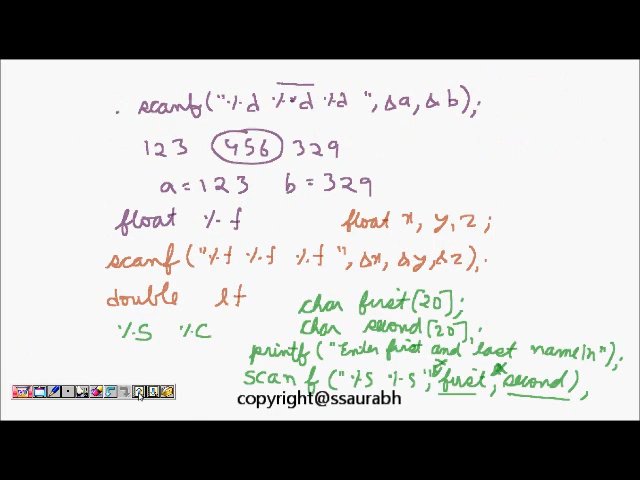 . scanf("%d %*d %d ", &a, &b);
123 456 329
a=123 b=329
float %f float x, y, z;
scanf("%f %f %f ", &x, &y, &z);
double lf char first[20];
%s %c char second[20];
printf("Enter first and last name\n");
scanf("%s %s", first, second);
copyright@ssaurabh